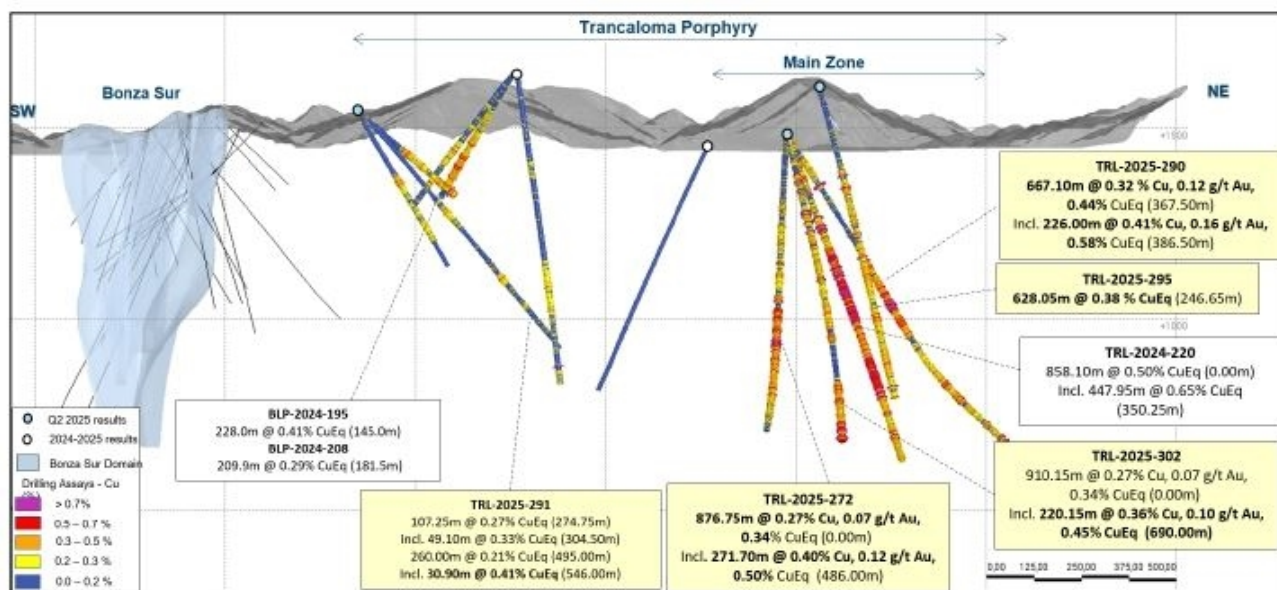 Trancaloma Porphyry
Main Zone
Bonza Sur
SW
NE
+1500
+1000
TRL-2025-290
667.10m @ 0.32 % Cu, 0.12 g/t Au,
0.44% CuEq (367.50m)
Incl. 226.00m @ 0.41% Cu, 0.16 g/t Au,
0.58% CuEq (386.50m)
TRL-2025-295
628.05m @ 0.38 % CuEq (246.65m)
TRL-2024-220
858.10m @ 0.50% CuEq (0.00m)
Incl. 447.95m @ 0.65% CuEq
(350.25m)
TRL-2025-302
910.15m @ 0.27% Cu, 0.07 g/t Au,
0.34% CuEq (0.00m)
Incl. 220.15m @ 0.36% Cu, 0.10 g/t Au,
0.45% CuEq (690.00m)
BLP-2024-195
228.0m @ 0.41% CuEq (145.0m)
BLP-2024-208
209.9m @ 0.29% CuEq (181.5m)
TRL-2025-291
107.25m @ 0.27% CuEq (274.75m)
Incl. 49.10m @ 0.33% CuEq (304.50m)
260.00m @ 0.21% CuEq (495.00m)
Incl. 30.90m @ 0.41% CuEq (546.00m)
TRL-2025-272
876.75m @ 0.27% Cu, 0.07 g/t Au,
0.34% CuEq (0.00m)
Incl. 271.70m @ 0.40% Cu, 0.12 g/t Au,
0.50% CuEq (486.00m)
Q2 2025 results
2024-2025 results
Bonza Sur Domain
Drilling Assays - Cu
(%)
> 0.7%
0.5 – 0.7 %
0.3 – 0.5 %
0.2 – 0.3 %
0.0 – 0.2 %
0,00 125,00 250,00 375,00 500,00